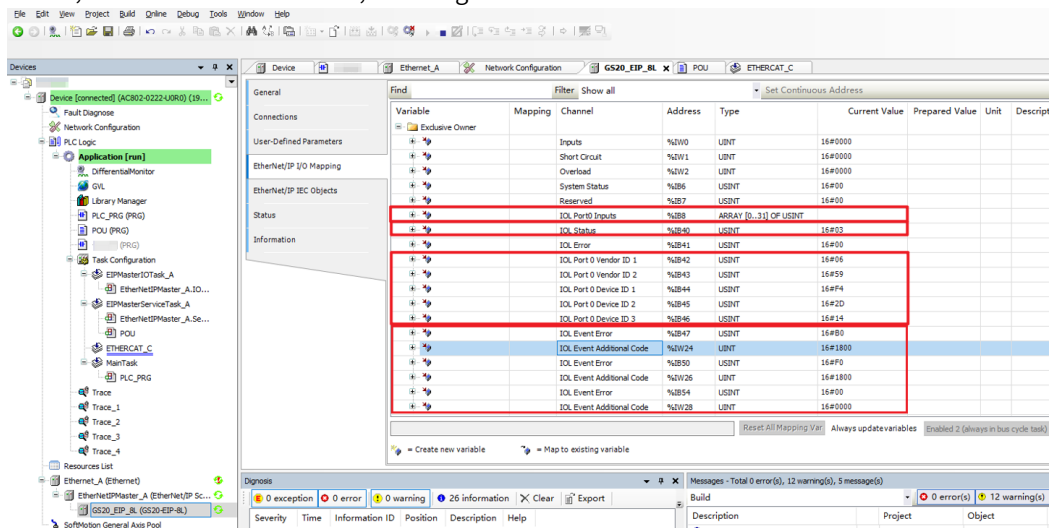 File Edit View Project Build Online Debug Tools Window Help
Devices
Device [connected] (AC802-0222-U0R0) (19...
Fault Diagnose
Network Configuration
PLC Logic
Application [run]
DifferentialMonitor
GVL
Library Manager
PLC_PRG (PRG)
POU (PRG)
(PRG)
Task Configuration
EIPMasterIOTask_A
EtherNetIPMaster_A.IO...
EIPMasterServiceTask_A
EtherNetIPMaster_A.Se...
POU
ETHERCAT_C
MainTask
PLC_PRG
Trace
Trace_1
Trace_2
Trace_3
Trace_4
Resources List
Ethernet_A (Ethernet)
EtherNetIPMaster_A (EtherNet/IP Sc...
GS20_EIP_8L (GS20-EIP-8L)
SoftMotion General Axis Pool
Device Ethernet_A Network Configuration GS20_EIP_8L POU ETHERCAT_C
General
Connections
User-Defined Parameters
EtherNet/IP I/O Mapping
EtherNet/IP IEC Objects
Status
Information
Find Filter Show all Set Continuous Address
Variable Mapping Channel Address Type Current Value Prepared Value Unit Descript
Exclusive Owner
Inputs %IW0 UINT 16#0000
Short Circuit %IW1 UINT 16#0000
Overload %IW2 UINT 16#0000
System Status %IB6 USINT 16#00
Reserved %IB7 USINT 16#00
IOL Port0 Inputs %IB8 ARRAY [0..31] OF USINT
IOL Status %IB40 USINT 16#03
IOL Error %IB41 USINT 16#00
IOL Port 0 Vendor ID 1 %IB42 USINT 16#06
IOL Port 0 Vendor ID 2 %IB43 USINT 16#59
IOL Port 0 Device ID 1 %IB44 USINT 16#F4
IOL Port 0 Device ID 2 %IB45 USINT 16#2D
IOL Port 0 Device ID 3 %IB46 USINT 16#14
IOL Event Error %IB47 USINT 16#B0
IOL Event Additional Code %IW24 UINT 16#1800
IOL Event Error %IB50 USINT 16#F0
IOL Event Additional Code %IW26 UINT 16#1800
IOL Event Error %IB54 USINT 16#00
IOL Event Additional Code %IW28 UINT 16#0000
Reset All Mapping Var Always updatevariables Enabled 2 (always in bus cycle task)
= Create new variable = Map to existing variable
Dignosis
0 exception 0 error 0 warning 26 information Clear Export
Severity Time Information ID Position Description Help
Messages - Total 0 error(s), 12 warning(s), 5 message(s)
Build 0 error(s) 12 warning(s)
Description Project Object